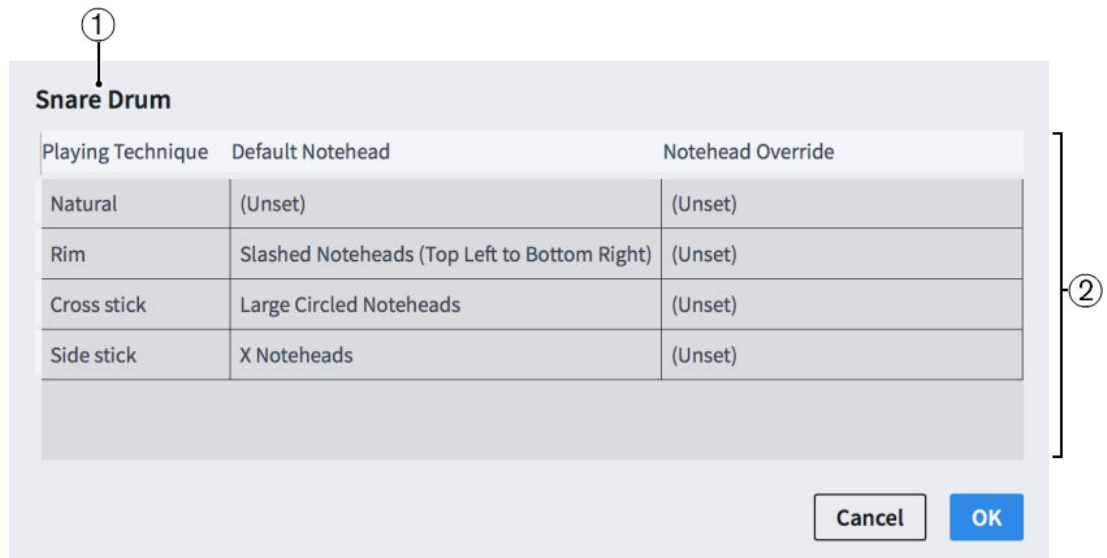 ①
Snare Drum
Playing Technique Default Notehead Notehead Override
Natural (Unset) (Unset)
Rim Slashed Noteheads (Top Left to Bottom Right) (Unset)
Cross stick Large Circled Noteheads (Unset)
Side stick X Noteheads (Unset)
②
Cancel OK